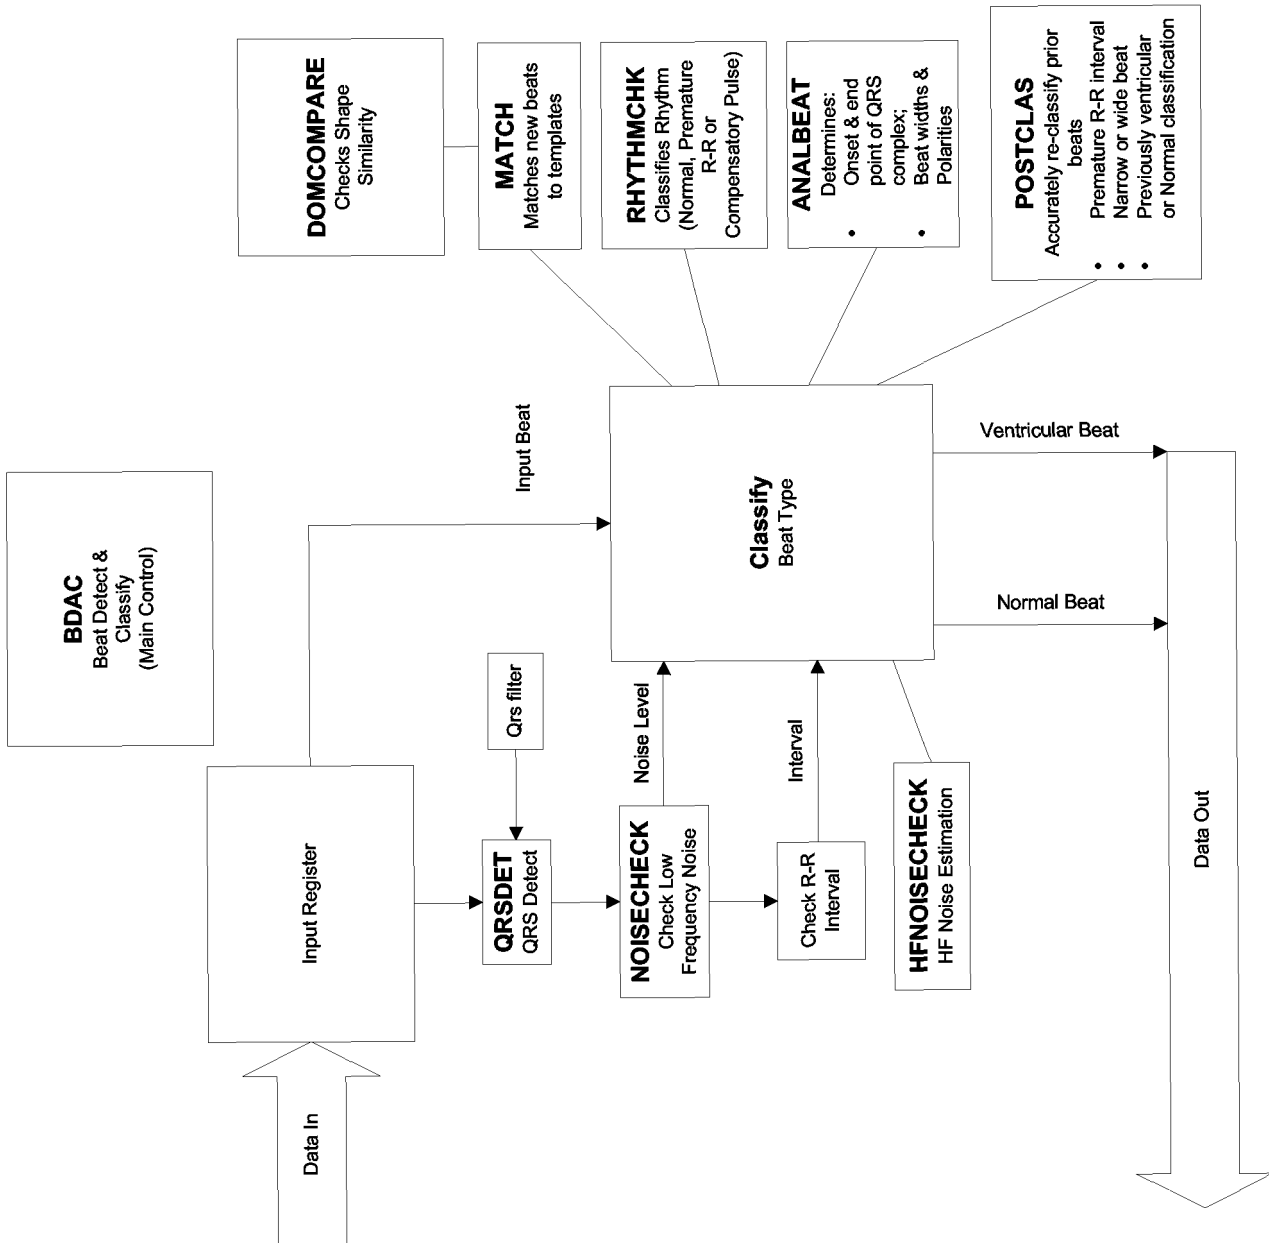 BDAC
Beat Detect &
Classify
(Main Control)
Data In
Input Register
Input Beat
QRSDET
QRS Detect
Qrs filter
NOISECHECK
Check Low
Frequency Noise
Noise Level
Check R-R
Interval
Interval
HFNOISECHECK
HF Noise Estimation
Classify
Beat Type
DOMCOMPARE
Checks Shape
Similarity
MATCH
Matches new beats
to templates
RHYTHMCHK
Classifies Rhythm
(Normal, Premature
R-R or
Compensatory Pulse)
ANALBEAT
Determines:
• Onset & end
point of QRS
complex;
• Beat widths &
Polarities
POSTCLAS
Accurately re-classify prior
beats
• Premature R-R interval
• Narrow or wide beat
• Previously ventricular
or Normal classification
Normal Beat
Ventricular Beat
Data Out